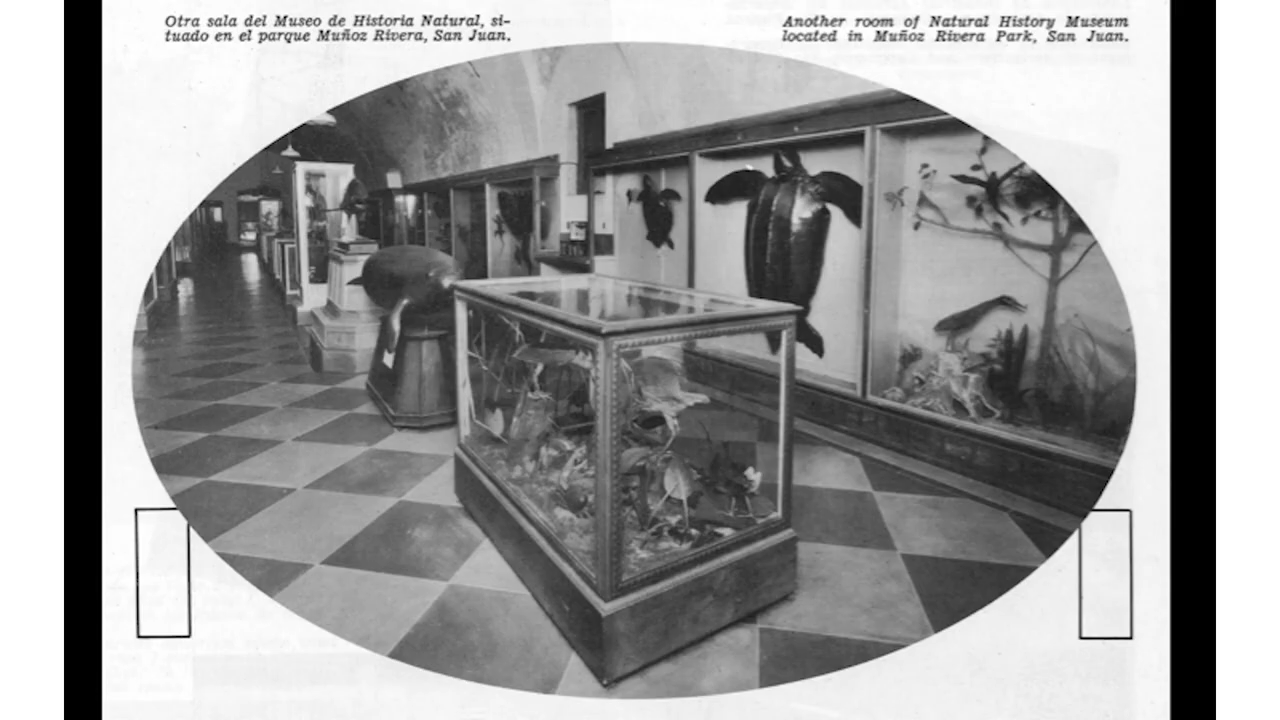 Otra sala del Museo de Historia Natural, si-
tuado en el parque Muñoz Rivera, San Juan.
Another room of Natural History Museum
located in Muñoz Rivera Park, San Juan.